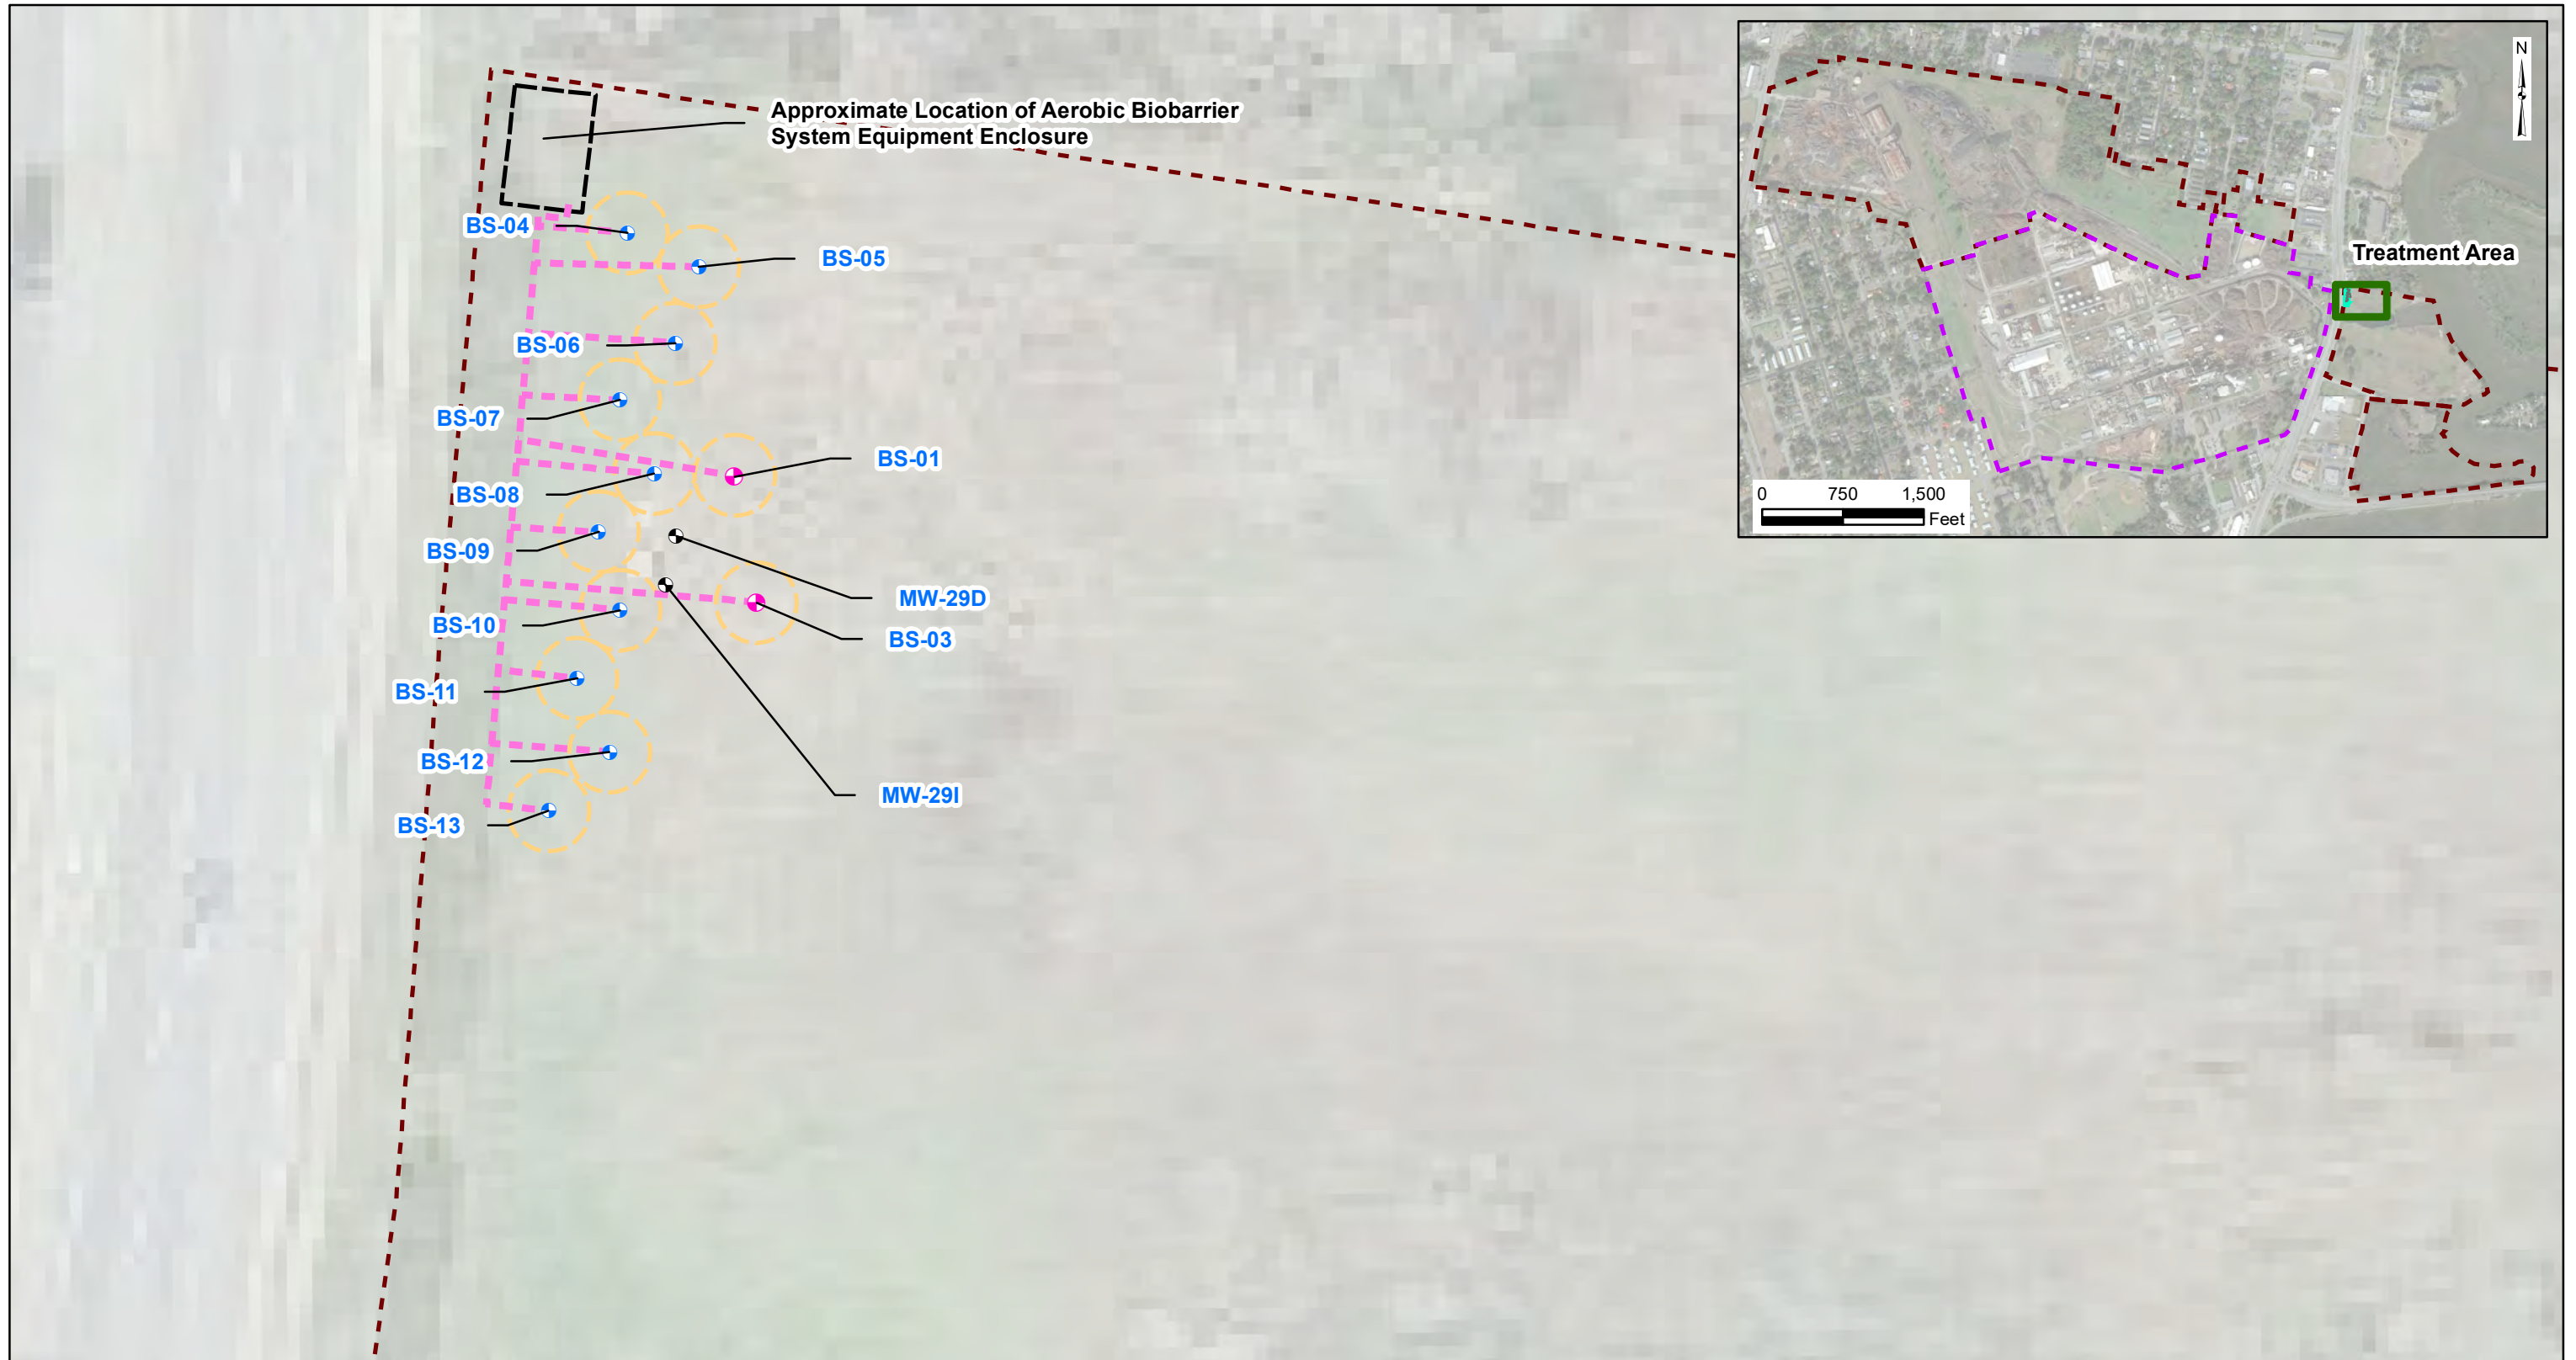 Approximate Location of Aerobic Biobarrier
System Equipment Enclosure
BS-04
BS-05
BS-06
BS-07
BS-01
BS-08
BS-09
MW-29D
BS-10
BS-03
BS-11
BS-12
MW-29I
BS-13
N
Treatment Area
0 750 1,500
Feet